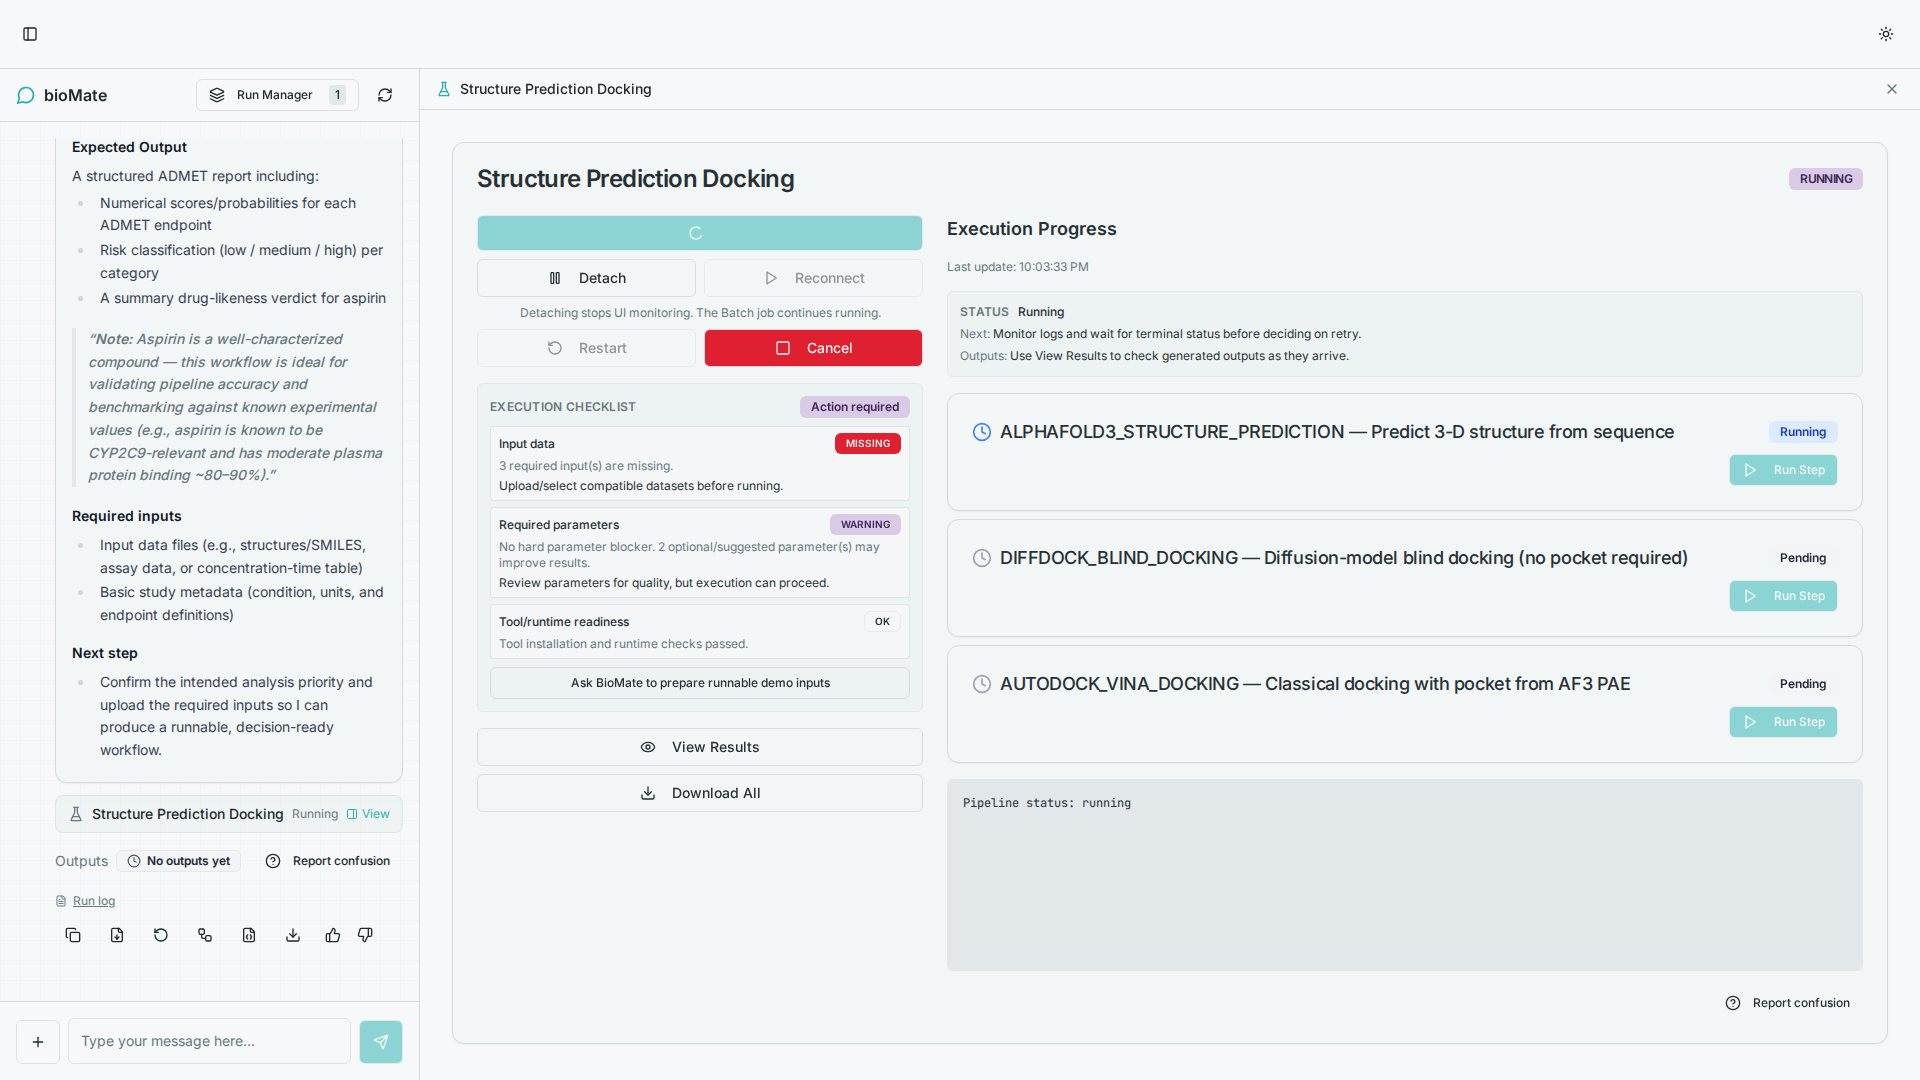 bioMate
Run Manager 1
Expected Output
A structured ADMET report including:
Numerical scores/probabilities for each
ADMET endpoint
Risk classification (low / medium / high) per
category
A summary drug-likeness verdict for aspirin
“Note: Aspirin is a well-characterized
compound — this workflow is ideal for
validating pipeline accuracy and
benchmarking against known experimental
values (e.g., aspirin is known to be
CYP2C9-relevant and has moderate plasma
protein binding ~80–90%).”
Required inputs
Input data files (e.g., structures/SMILES,
assay data, or concentration-time table)
Basic study metadata (condition, units, and
endpoint definitions)
Next step
Confirm the intended analysis priority and
upload the required inputs so I can
produce a runnable, decision-ready
workflow.
Structure Prediction Docking Running View
Outputs No outputs yet Report confusion
Run log
Type your message here...
Structure Prediction Docking
Structure Prediction Docking
RUNNING
Detach
Reconnect
Detaching stops UI monitoring. The Batch job continues running.
Restart
Cancel
EXECUTION CHECKLIST Action required
Input data MISSING
3 required input(s) are missing.
Upload/select compatible datasets before running.
Required parameters WARNING
No hard parameter blocker. 2 optional/suggested parameter(s) may
improve results.
Review parameters for quality, but execution can proceed.
Tool/runtime readiness OK
Tool installation and runtime checks passed.
Ask BioMate to prepare runnable demo inputs
View Results
Download All
Execution Progress
Last update: 10:03:33 PM
STATUS Running
Next: Monitor logs and wait for terminal status before deciding on retry.
Outputs: Use View Results to check generated outputs as they arrive.
ALPHAFOLD3_STRUCTURE_PREDICTION — Predict 3-D structure from sequence Running
Run Step
DIFFDOCK_BLIND_DOCKING — Diffusion-model blind docking (no pocket required) Pending
Run Step
AUTODOCK_VINA_DOCKING — Classical docking with pocket from AF3 PAE Pending
Run Step
Pipeline status: running
Report confusion